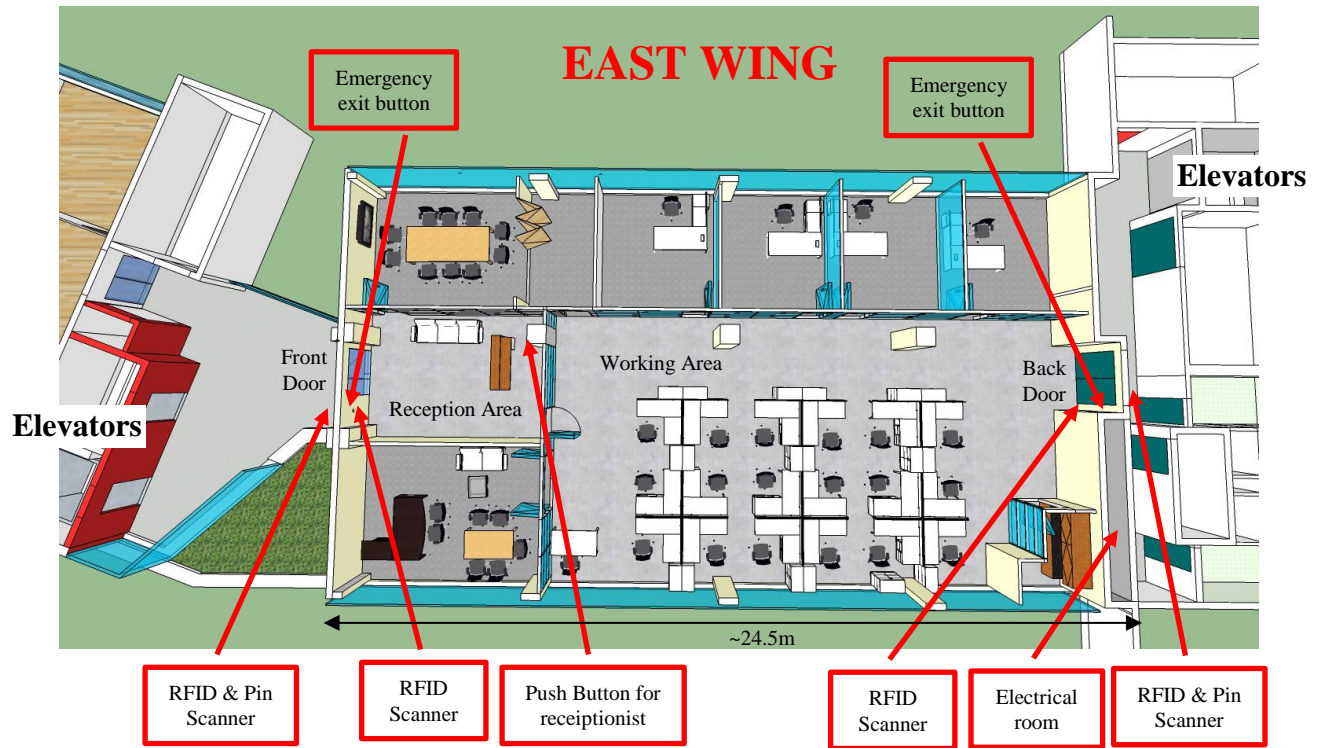 EAST WING
Emergency
exit button
Emergency
exit button
Elevators
Front
Door
Working Area
Back
Door
Reception Area
Elevators
~24.5m
RFID & Pin
Scanner
RFID
Scanner
Push Button for
receiptionist
RFID
Scanner
Electrical
room
RFID & Pin
Scanner